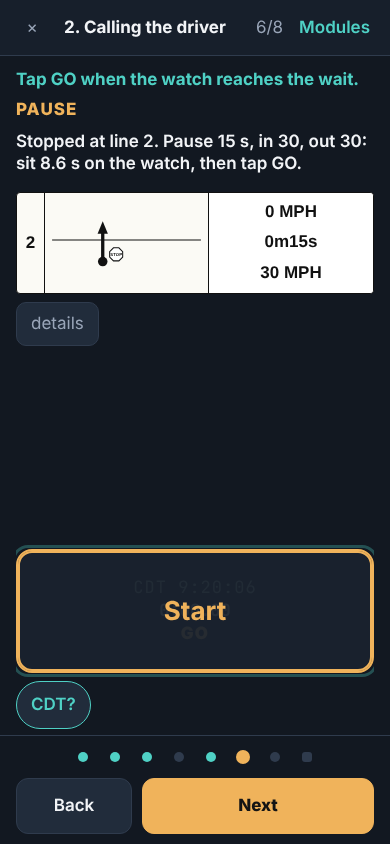 × 2. Calling the driver 6/8 Modules
Tap GO when the watch reaches the wait.
PAUSE
Stopped at line 2. Pause 15 s, in 30, out 30:
sit 8.6 s on the watch, then tap GO.
2
STOP
0 MPH
0m15s
30 MPH
details
CDT 9:20:06
Start
GO
CDT?
Back Next